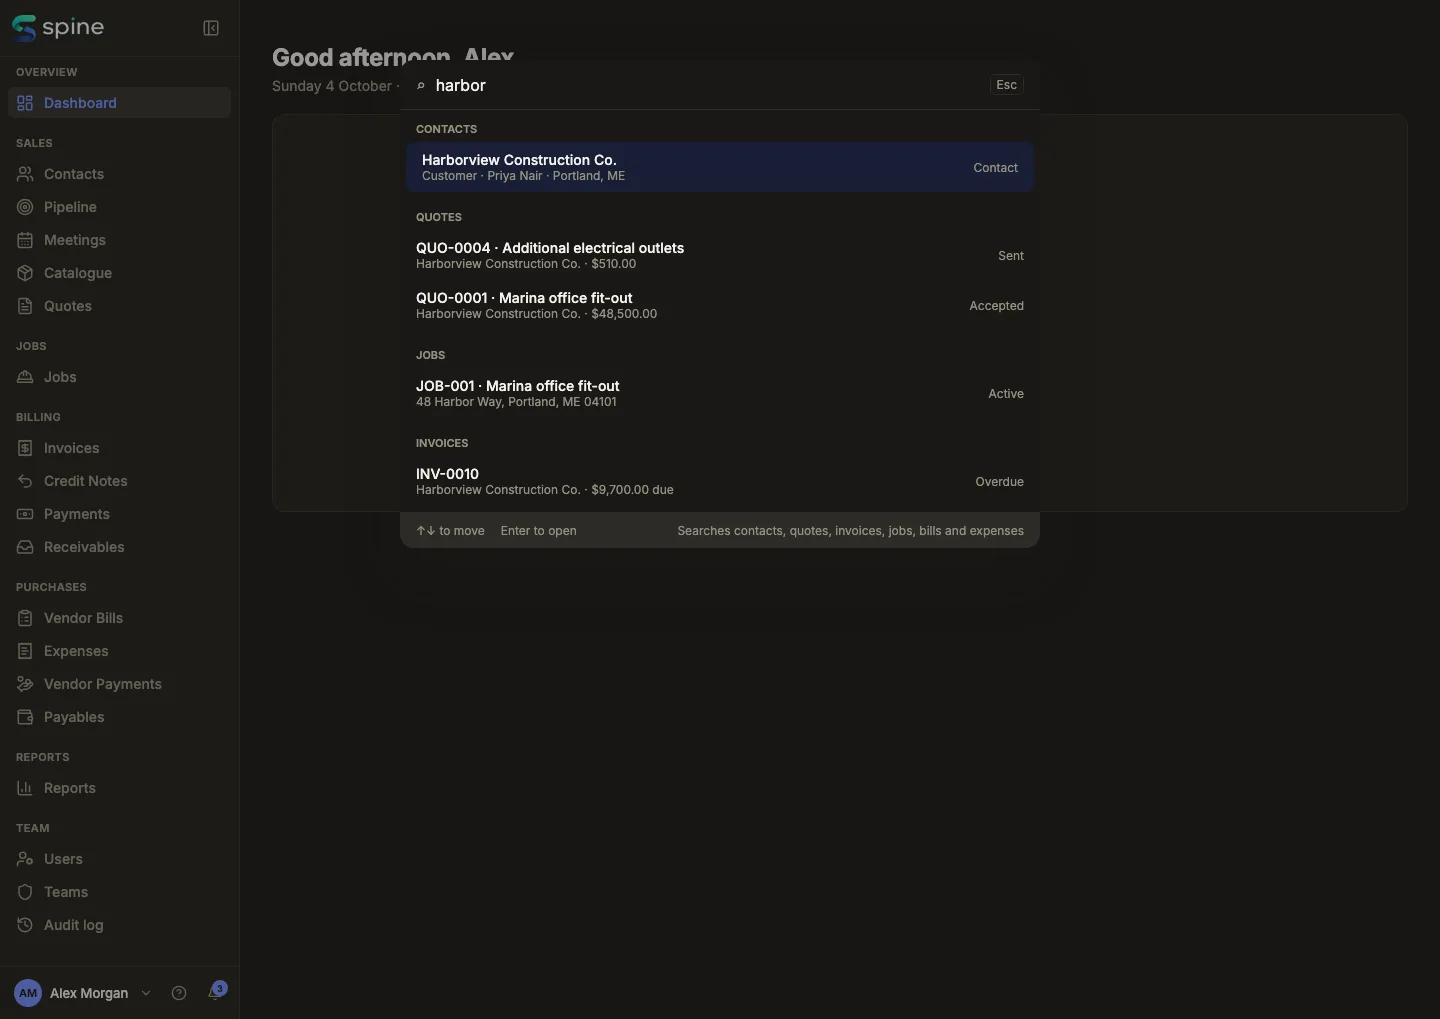 spine
OVERVIEW
Dashboard
SALES
Contacts
Pipeline
Meetings
Catalogue
Quotes
JOBS
Jobs
BILLING
Invoices
Credit Notes
Payments
Receivables
PURCHASES
Vendor Bills
Expenses
Vendor Payments
Payables
REPORTS
Reports
TEAM
Users
Teams
Audit log
AM Alex Morgan
3
Good afternoon, Alex
Sunday 4 October ·
harbor Esc
CONTACTS
Harborview Construction Co.
Customer · Priya Nair · Portland, ME
Contact
QUOTES
QUO-0004 · Additional electrical outlets
Harborview Construction Co. · $510.00
Sent
QUO-0001 · Marina office fit-out
Harborview Construction Co. · $48,500.00
Accepted
JOBS
JOB-001 · Marina office fit-out
48 Harbor Way, Portland, ME 04101
Active
INVOICES
INV-0010
Harborview Construction Co. · $9,700.00 due
Overdue
↑↓ to move Enter to open Searches contacts, quotes, invoices, jobs, bills and expenses